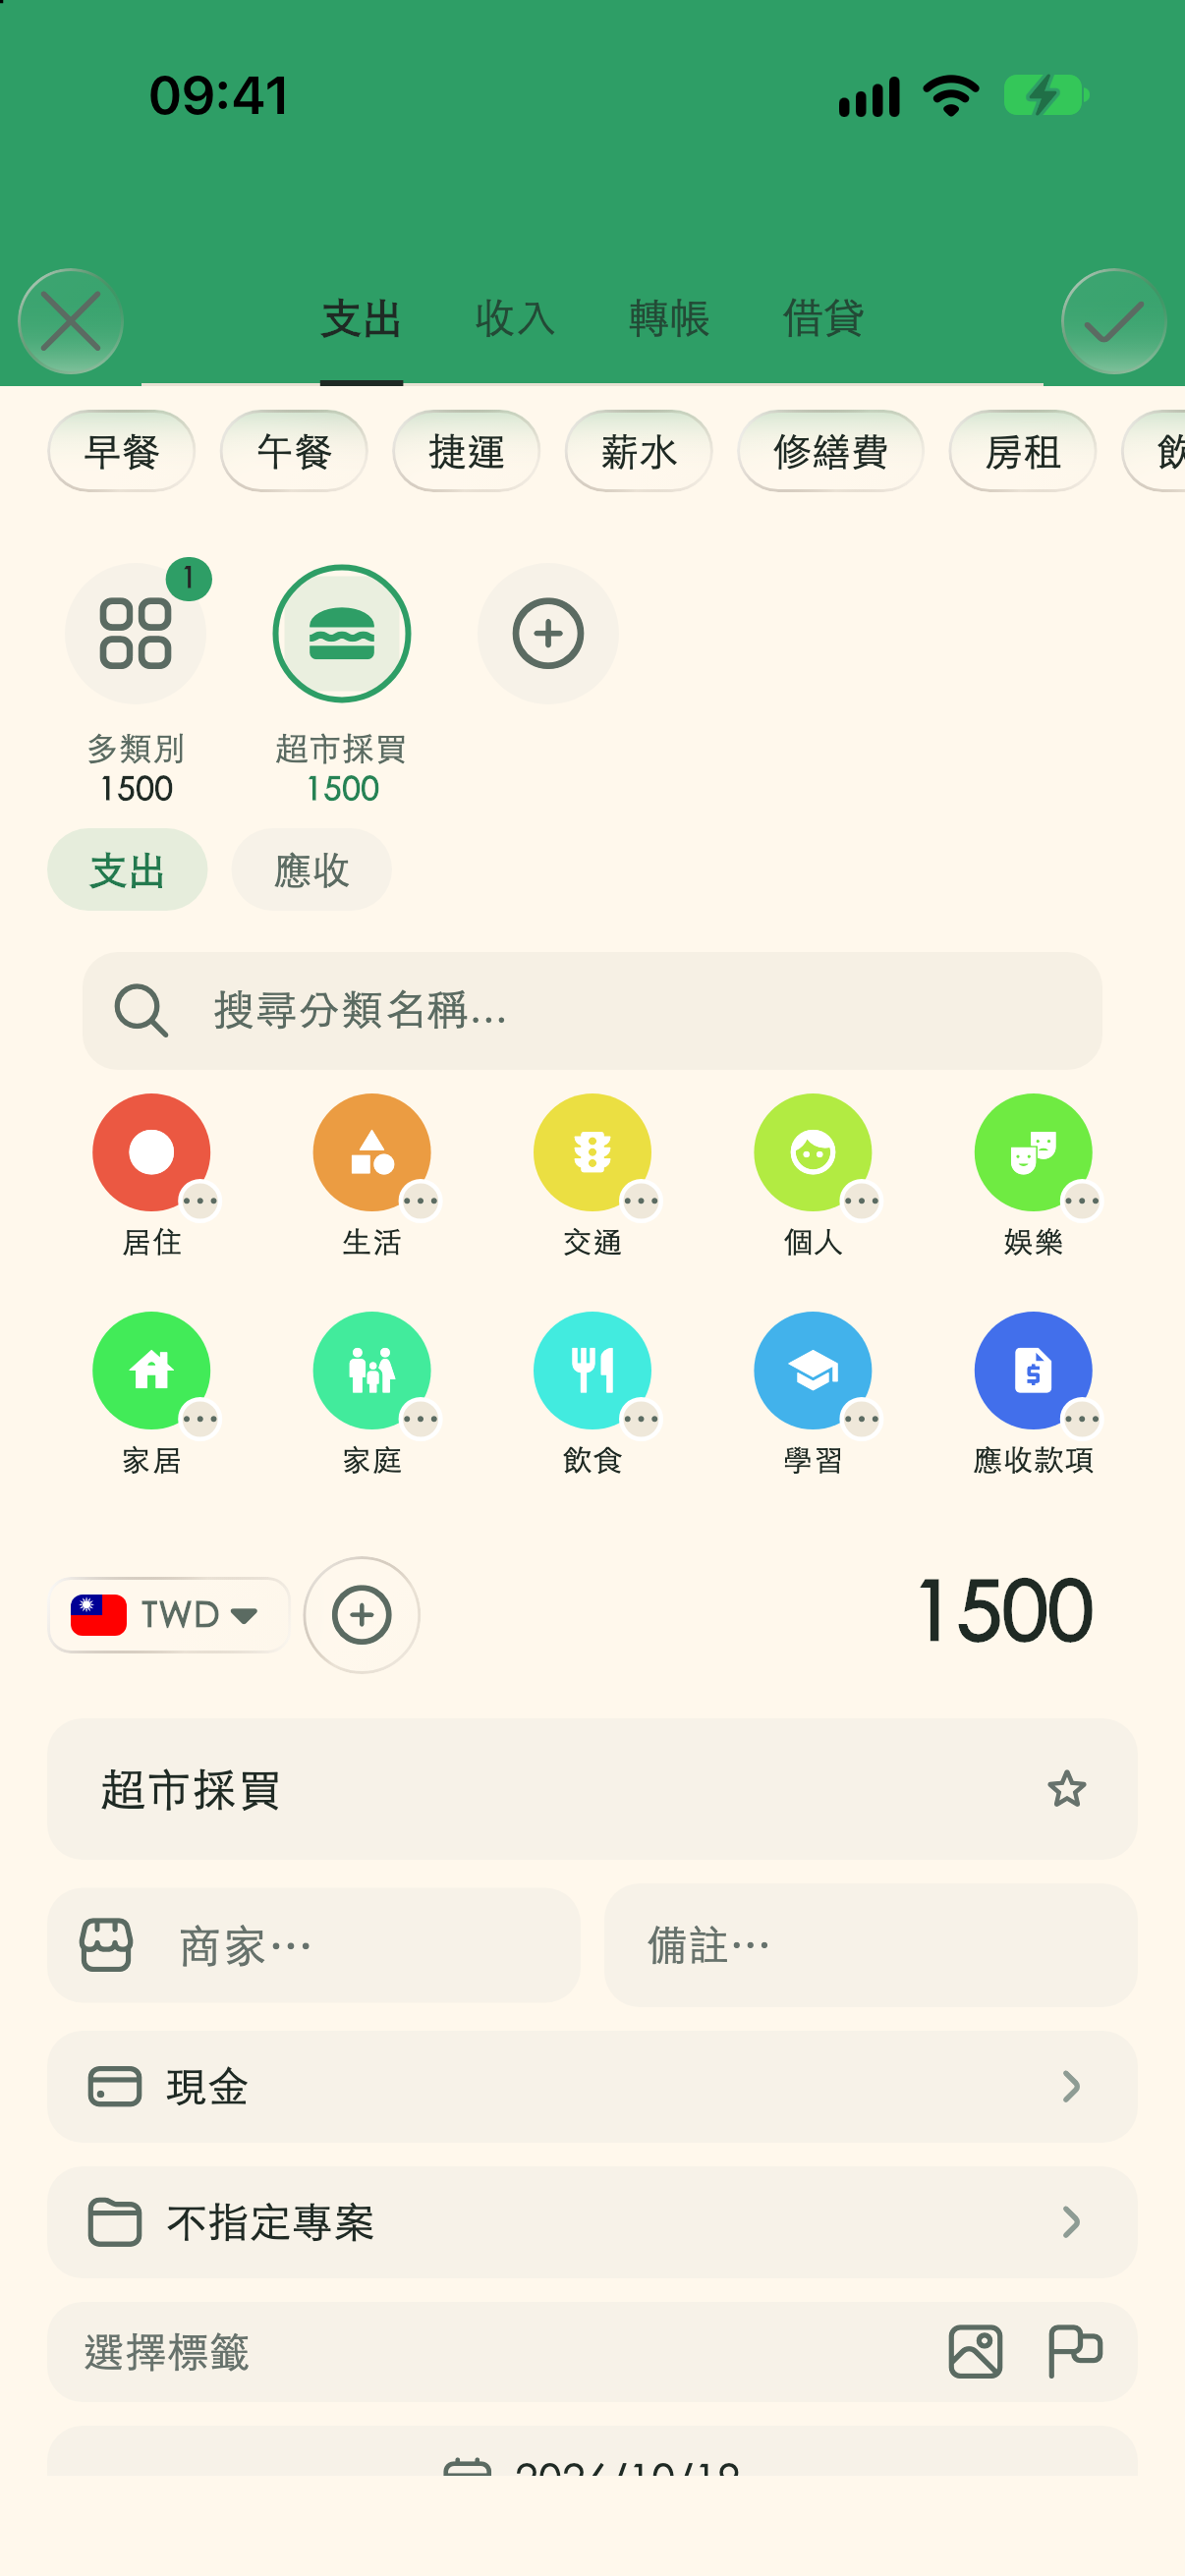 09:41
支出 收入 轉帳 借貸
早餐 午餐 捷運 薪水 修繕費 房租 飲
1
多類別 超市採買
1500 1500
支出 應收
搜尋分類名稱...
居住 生活 交通 個人 娛樂
家居 家庭 飲食 學習 應收款項
TWD 1500
超市採買
商家… 備註…
現金
不指定專案
選擇標籤